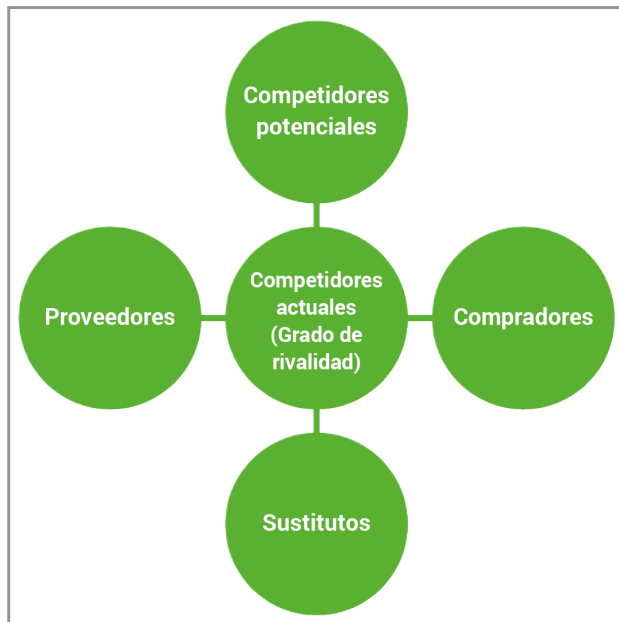 Competidores
potenciales
Proveedores
Competidores
actuales
(Grado de
rivalidad)
Compradores
Sustitutos